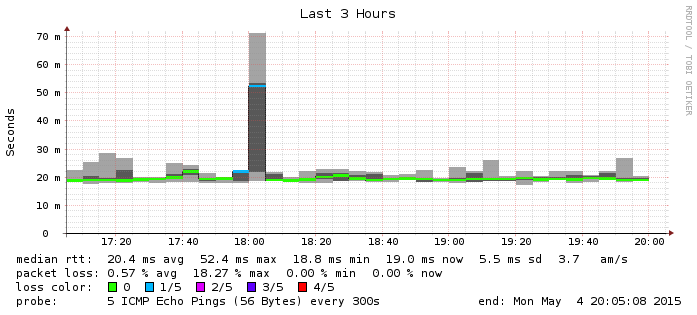 Last 3 Hours
RRDTOOL / TOBI OETIKER
Seconds
70 m
60 m
50 m
40 m
30 m
20 m
10 m
0
17:20 17:40 18:00 18:20 18:40 19:00 19:20 19:40 20:00
median rtt: 20.4 ms avg 52.4 ms max 18.8 ms min 19.0 ms now 5.5 ms sd 3.7 am/s
packet loss: 0.57 % avg 18.27 % max 0.00 % min 0.00 % now
loss color: 0 1/5 2/5 3/5 4/5
probe: 5 ICMP Echo Pings (56 Bytes) every 300s end: Mon May 4 20:05:08 2015